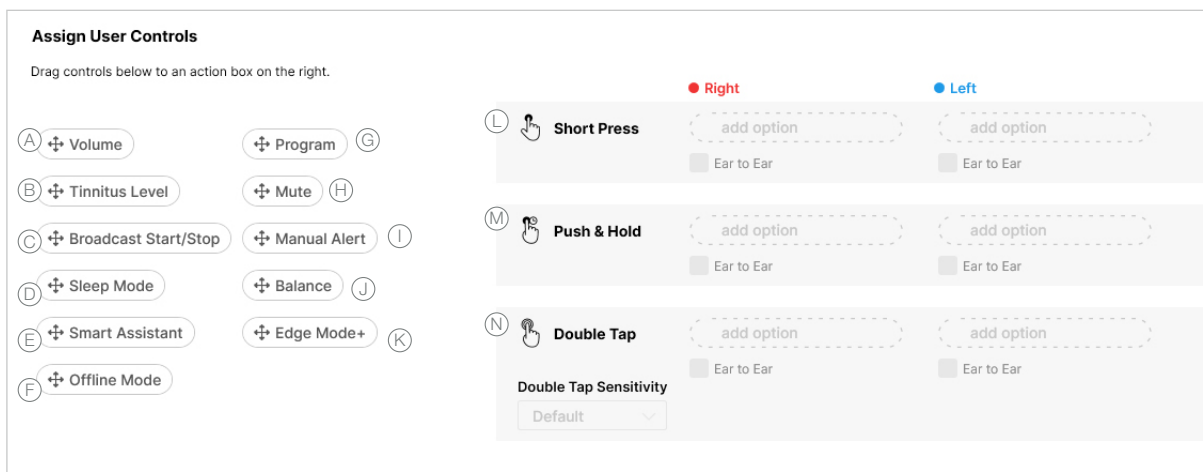 Assign User Controls
Drag controls below to an action box on the right.
Right Left
A Volume G Program
B Tinnitus Level H Mute
C Broadcast Start/Stop I Manual Alert
D Sleep Mode J Balance
E Smart Assistant K Edge Mode+
F Offline Mode
L Short Press add option add option
Ear to Ear Ear to Ear
M Push & Hold add option add option
Ear to Ear Ear to Ear
N Double Tap add option add option
Ear to Ear Ear to Ear
Double Tap Sensitivity
Default